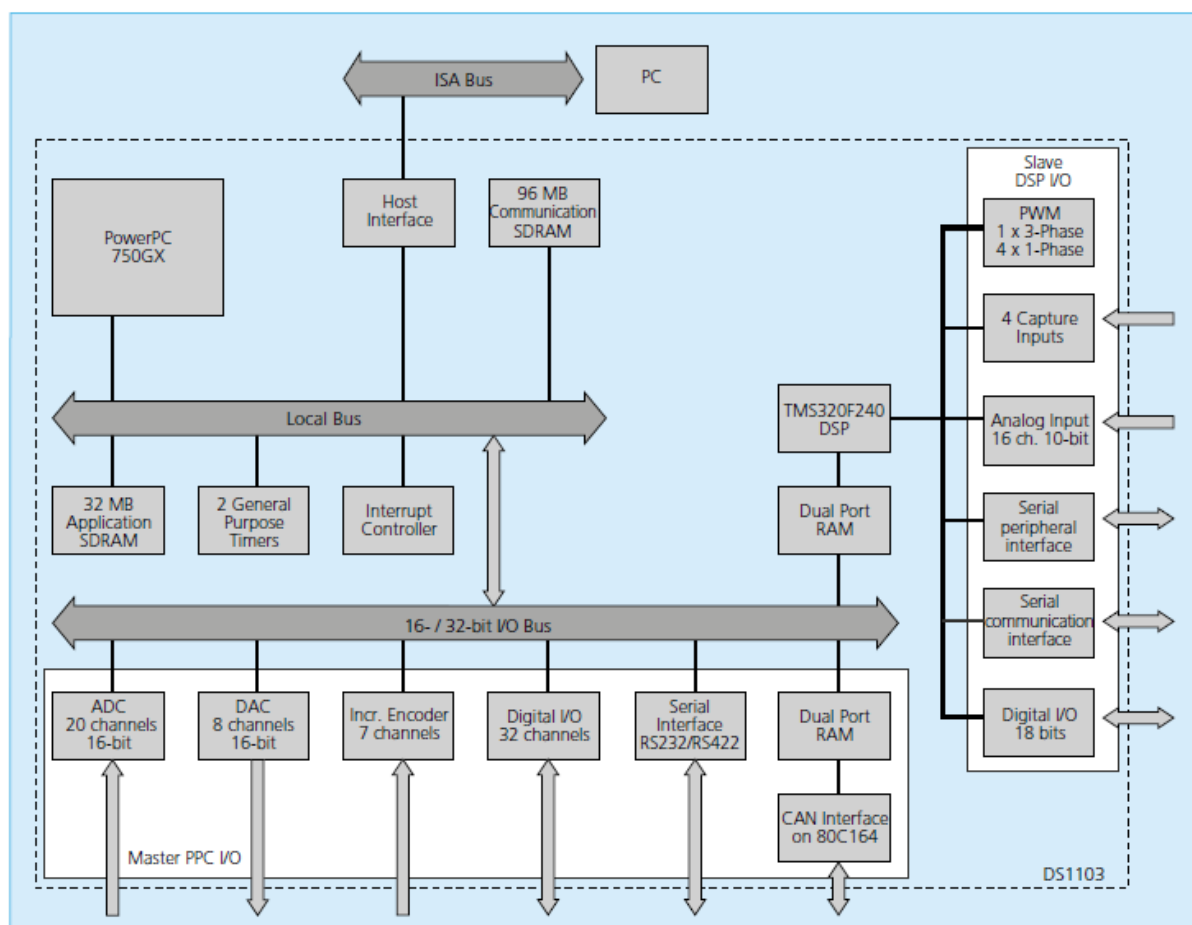 ISA Bus
PC
PowerPC
750GX
Host
Interface
96 MB
Communication
SDRAM
Slave
DSP I/O
PWM
1 x 3-Phase
4 x 1-Phase
4 Capture
Inputs
Local Bus
TMS320F240
DSP
Analog Input
16 ch. 10-bit
32 MB
Application
SDRAM
2 General
Purpose
Timers
Interrupt
Controller
Dual Port
RAM
Serial
peripheral
interface
16- / 32-bit I/O Bus
Serial
communication
interface
ADC
20 channels
16-bit
DAC
8 channels
16-bit
Incr. Encoder
7 channels
Digital I/O
32 channels
Serial
Interface
RS232/RS422
Dual Port
RAM
Digital I/O
18 bits
CAN Interface
on 80C164
Master PPC I/O
DS1103